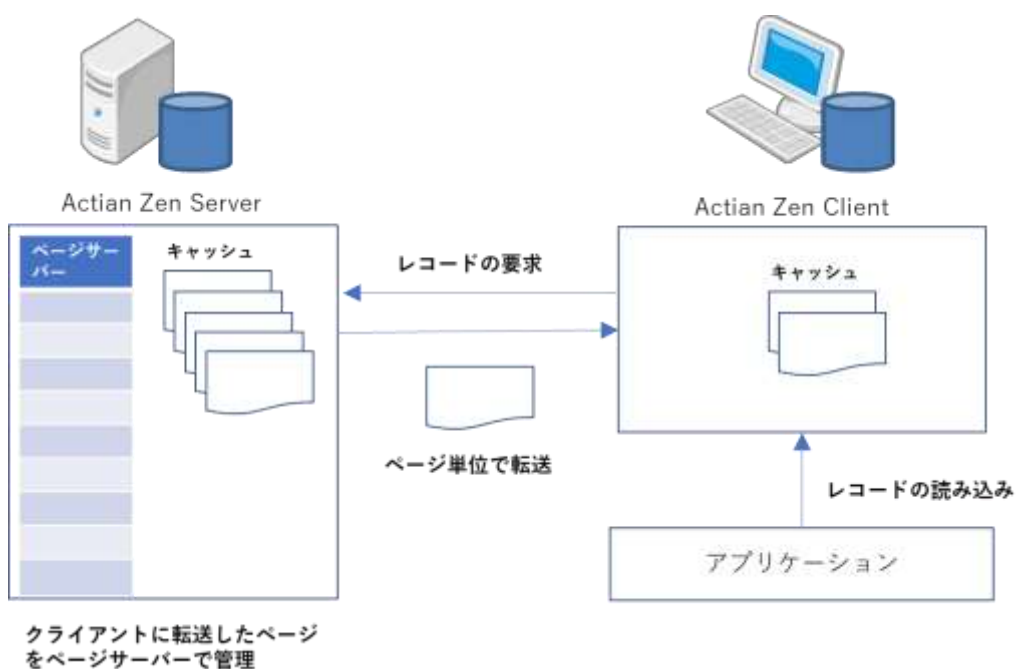 Actian Zen Server
Actian Zen Client
ページサー
バー
キャッシュ
レコードの要求
キャッシュ
ページ単位で転送
レコードの読み込み
アプリケーション
クライアントに転送したページ
をページサーバーで管理